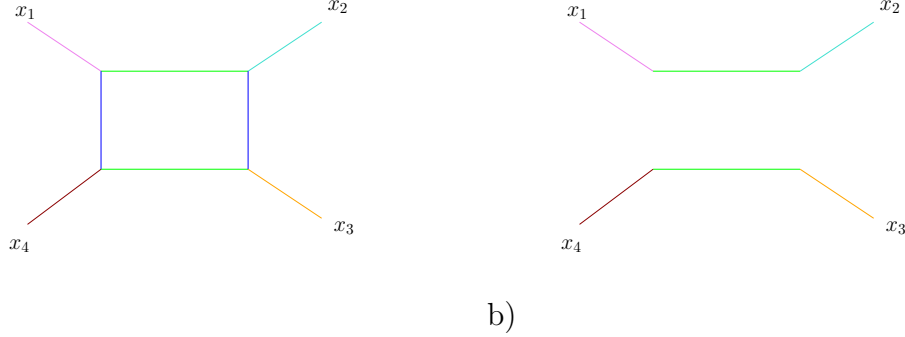 x₁ x₂ x₁ x₂
x₄ x₃ x₄ x₃
b)